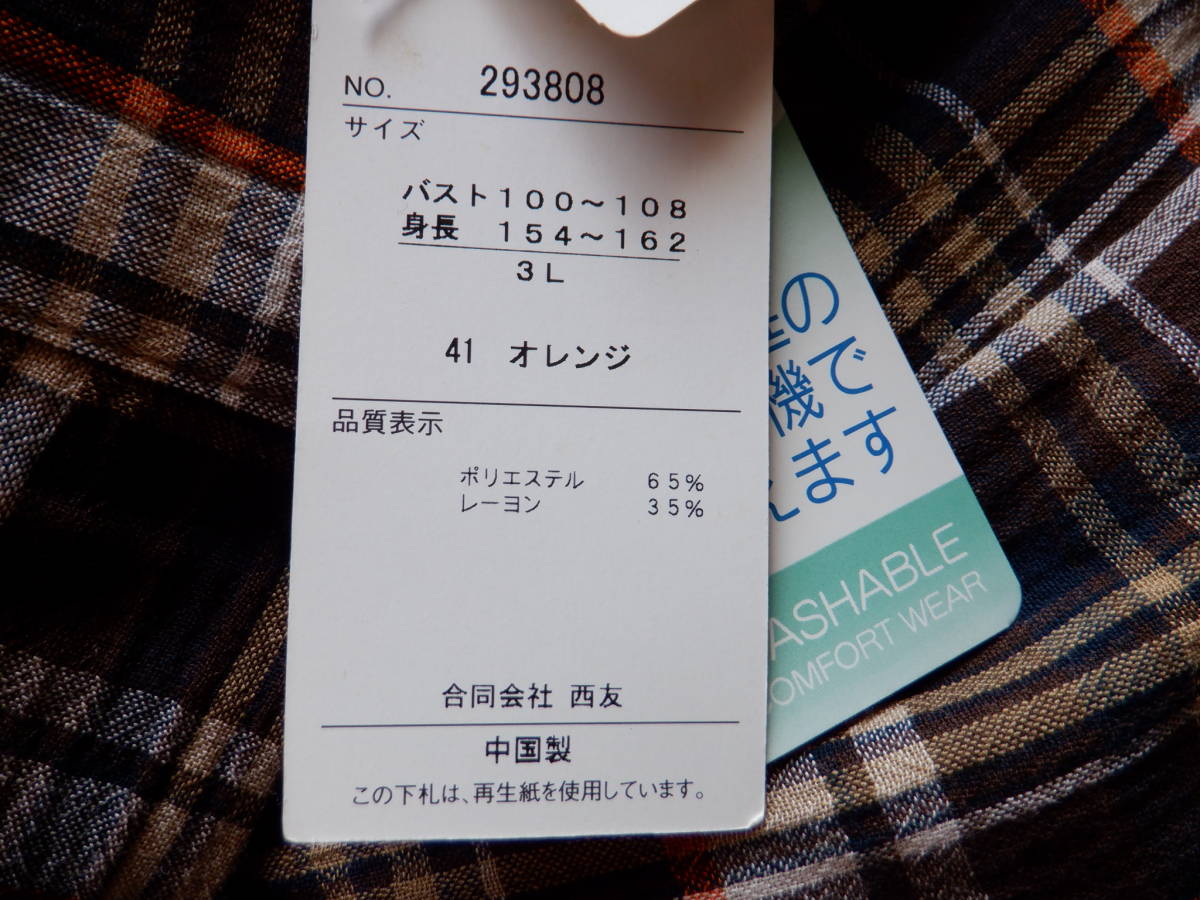 NO. 293808
サイズ
バスト100～108
身長 154～162
3L
41 オレンジ
品質表示
ポリエステル 65%
レーヨン 35%
合同会社 西友
中国製
この下札は、再生紙を使用しています。
の
機で
ます
ASHABLE
OMFORT WEAR